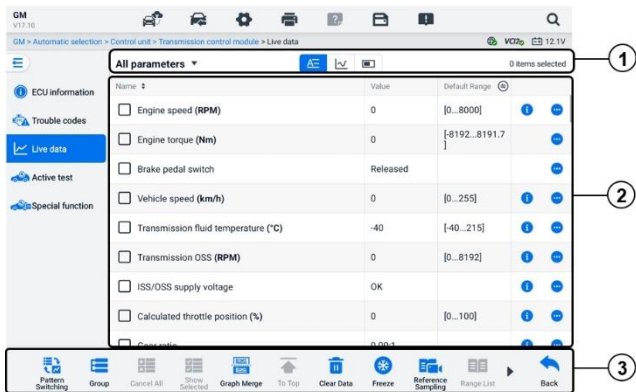 GM
V17.10
GM > Automatic selection > Control unit > Transmission control module > Live data
VCI 12.1V
All parameters ▼
0 items selected
1
ECU information
Trouble codes
Live data
Active test
Special function
Name Value Default Range
Engine speed (RPM) 0 [0...8000]
Engine torque (Nm) 0 [-8192...8191.7
]
Brake pedal switch Released
Vehicle speed (km/h) 0 [0...255]
Transmission fluid temperature (°C) -40 [-40...215]
Transmission OSS (RPM) 0 [0...8192]
ISS/OSS supply voltage OK
Calculated throttle position (%) 0 [0...100]
Gear ratio 0.00:1
2
Pattern
Switching
Group
Cancel All
Show
Selected
Graph Merge
To Top
Clear Data
Freeze
Reference
Sampling
Range List
Back
3